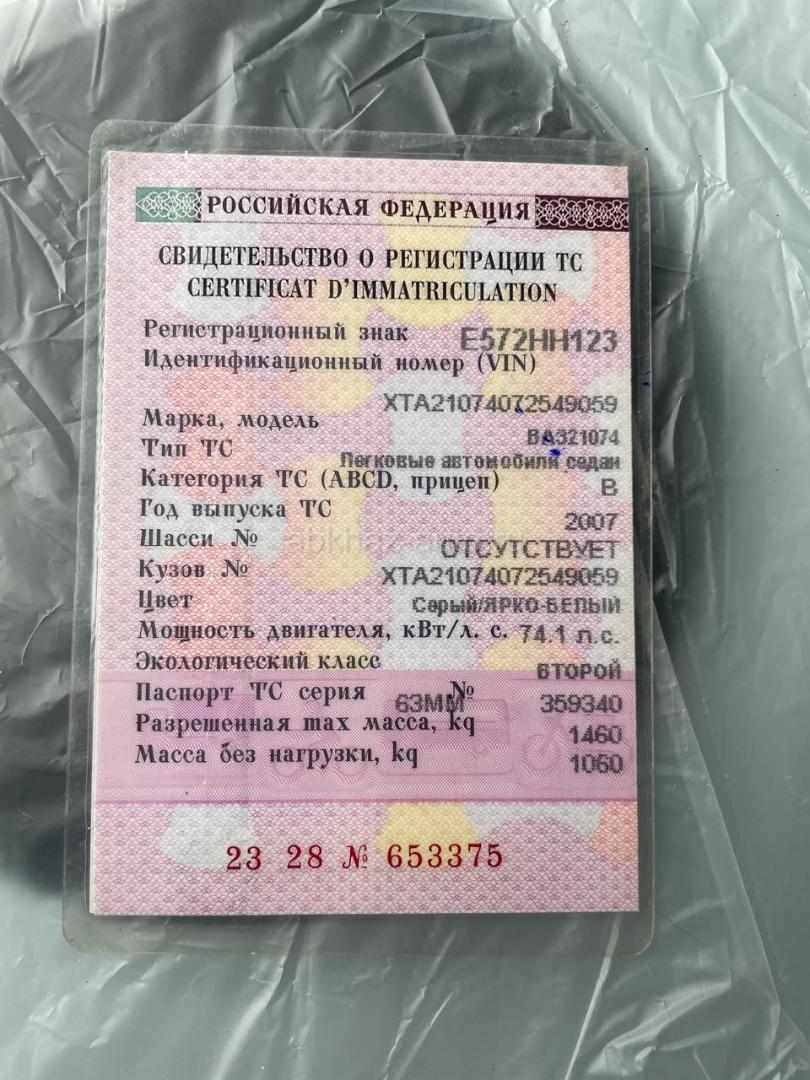 РОССИЙСКАЯ ФЕДЕРАЦИЯ
СВИДЕТЕЛЬСТВО О РЕГИСТРАЦИИ ТС
CERTIFICAT D'IMMATRICULATION
Регистрационный знак Е572НН123
Идентификационный номер (VIN)
ХТА21074072549059
Марка, модель ВАЗ21074
Тип ТС Легковые автомобили седан
Категория ТС (ABCD, прицеп) В
Год выпуска ТС 2007
Шасси № ОТСУТСТВУЕТ
Кузов № ХТА21074072549059
Цвет Серый/ЯРКО-БЕЛЫЙ
Мощность двигателя, кВт/л. с. 74.1 л.с.
Экологический класс ВТОРОЙ
Паспорт ТС серия 63ММ № 359340
Разрешенная max масса, kg 1460
Масса без нагрузки, kg 1060
23 28 № 653375